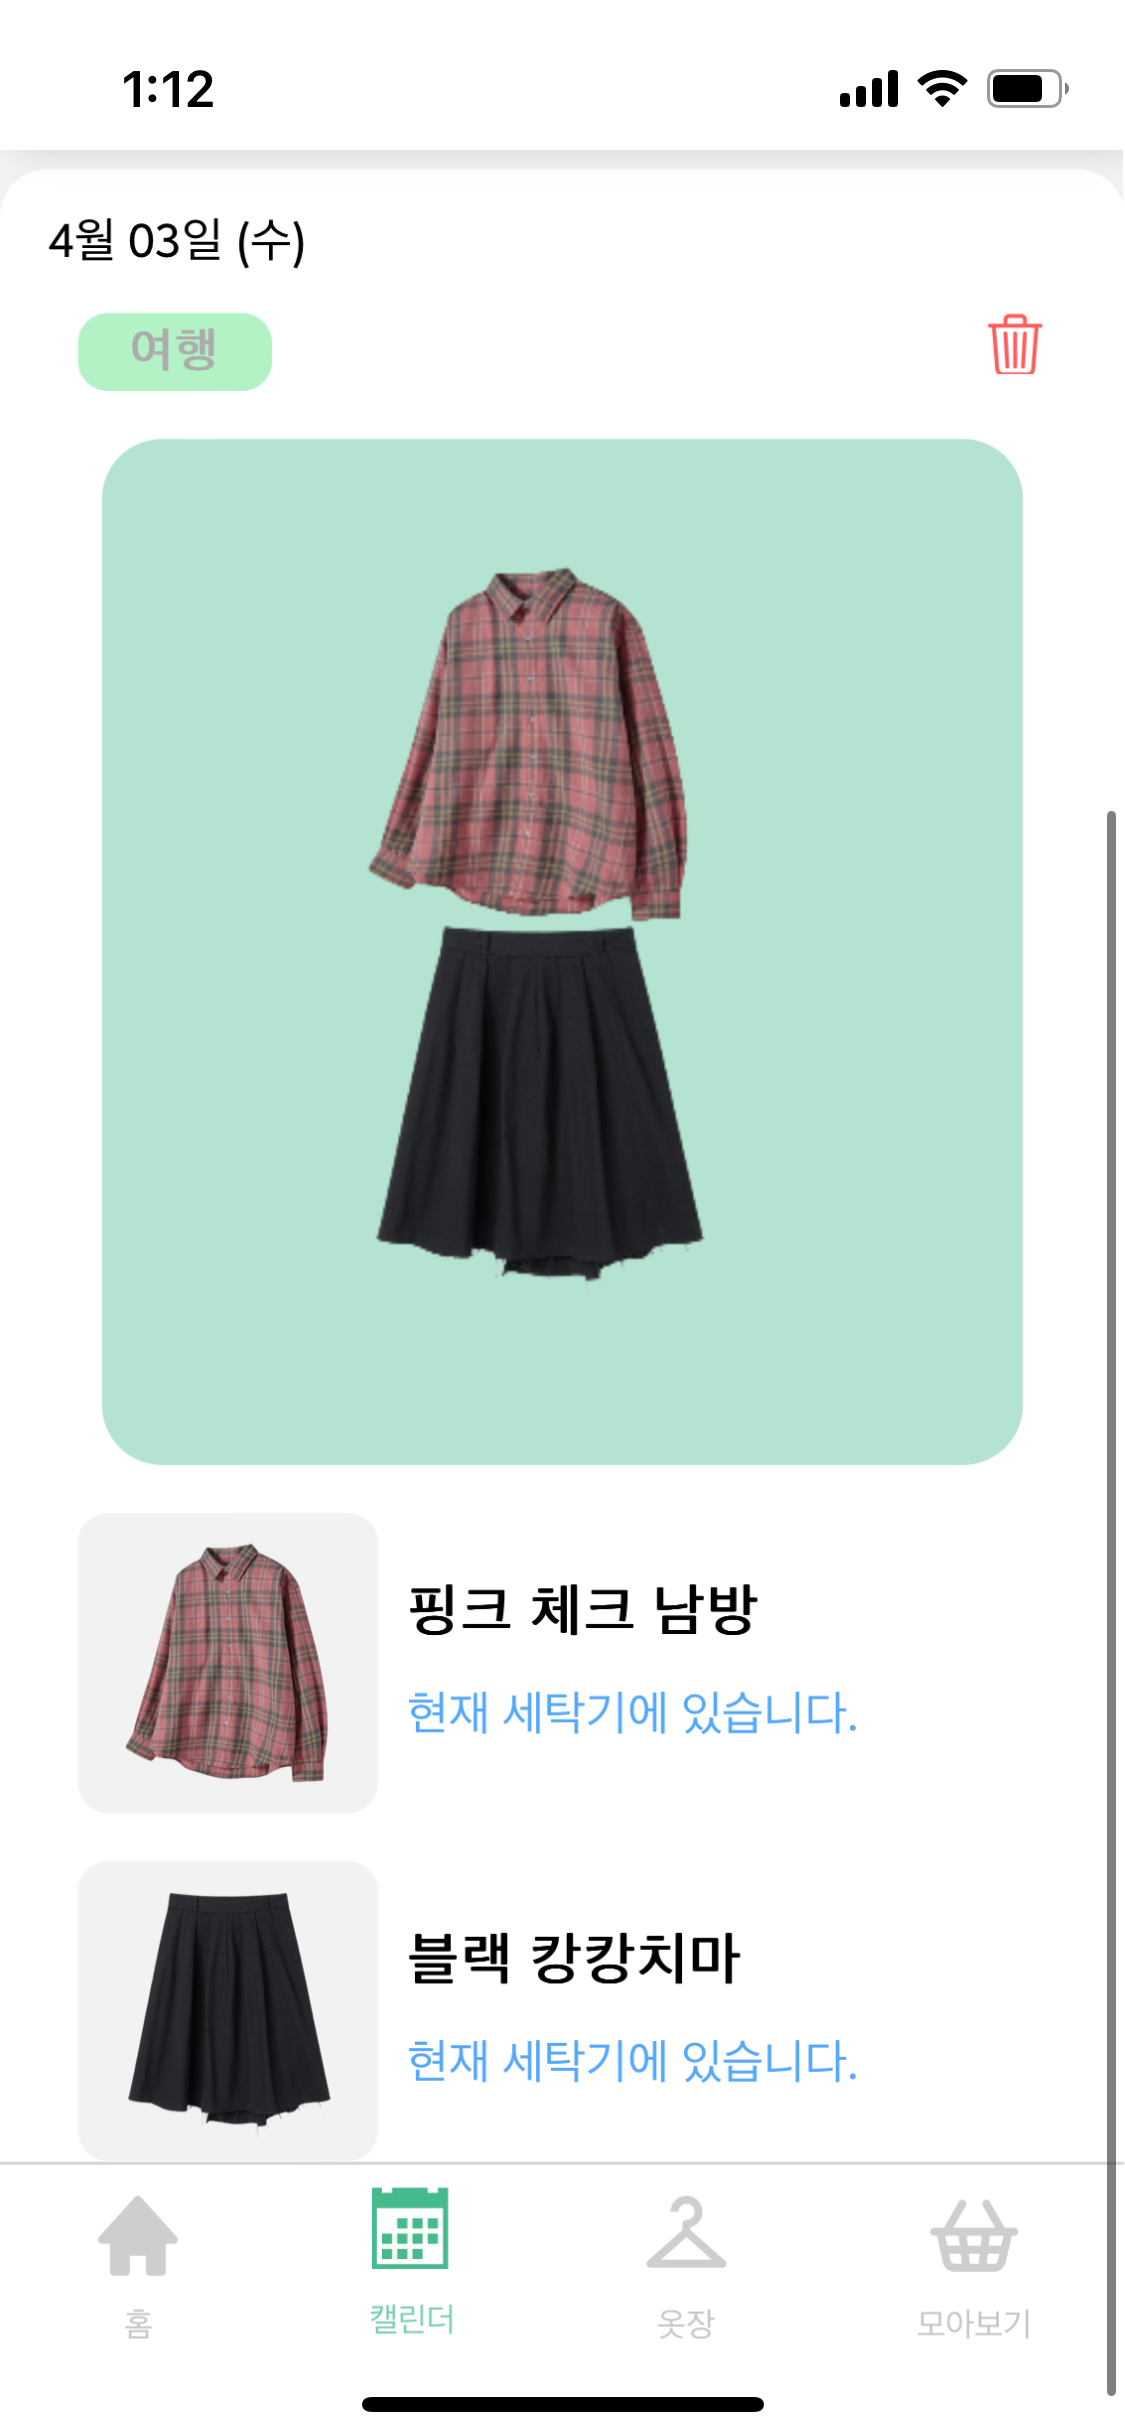 1:12
4월 03일 (수)
여행
핑크 체크 남방
현재 세탁기에 있습니다.
블랙 캉캉치마
현재 세탁기에 있습니다.
홈
캘린더
옷장
모아보기